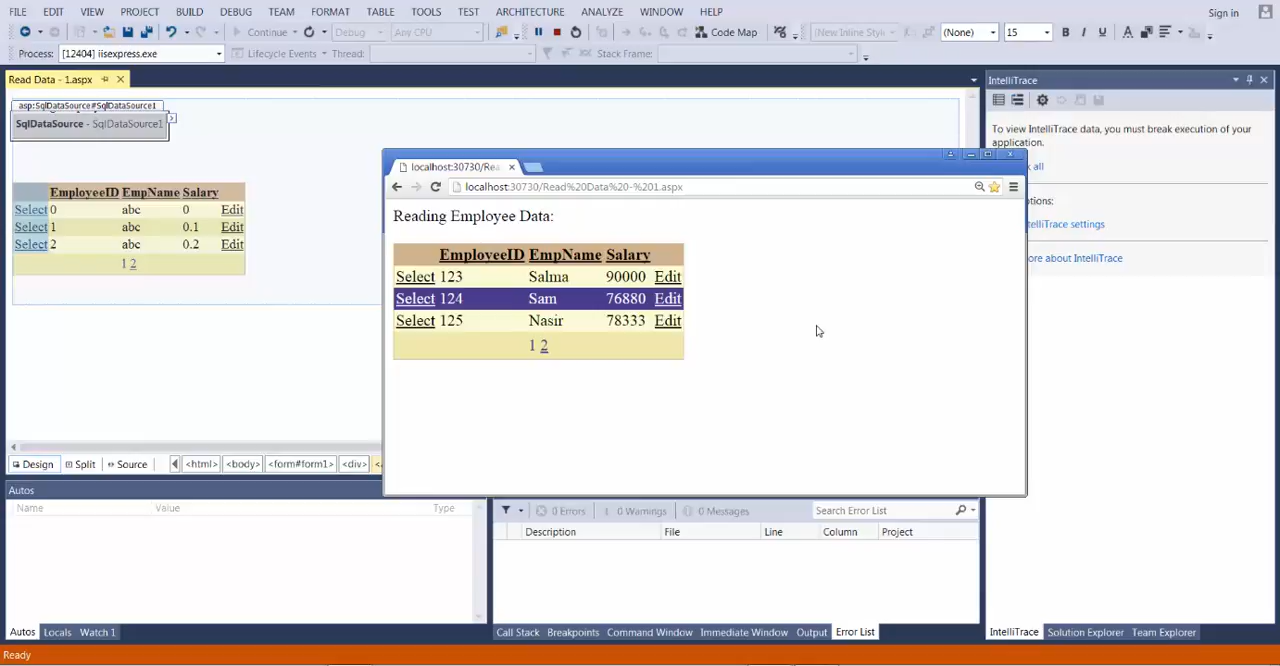 FILE EDIT VIEW PROJECT BUILD DEBUG TEAM FORMAT TABLE TOOLS TEST ARCHITECTURE ANALYZE WINDOW HELP Sign in
Continue Debug Any CPU Code Map (New Inline Style (None) 15 B I U A
Process: [12404] iisexpress.exe Lifecycle Events Thread: Stack Frame:
Read Data - 1.aspx
asp:SqlDataSource#SqlDataSource1
SqlDataSource - SqlDataSource1
EmployeeID EmpName Salary
Select 0 abc 0 Edit
Select 1 abc 0.1 Edit
Select 2 abc 0.2 Edit
1 2
localhost:30730/Rea
localhost:30730/Read%20Data%20-%201.aspx
Reading Employee Data:
EmployeeID EmpName Salary
Select 123 Salma 90000 Edit
Select 124 Sam 76880 Edit
Select 125 Nasir 78333 Edit
1 2
IntelliTrace
To view IntelliTrace data, you must break execution of your
application.
all
otions:
IntelliTrace settings
ore about IntelliTrace
Design Split Source <html> <body> <form#form1> <div>
Autos
Name Value Type
Autos Locals Watch 1
0 Errors 0 Warnings 0 Messages Search Error List
Description File Line Column Project
Call Stack Breakpoints Command Window Immediate Window Output Error List
IntelliTrace Solution Explorer Team Explorer
Ready